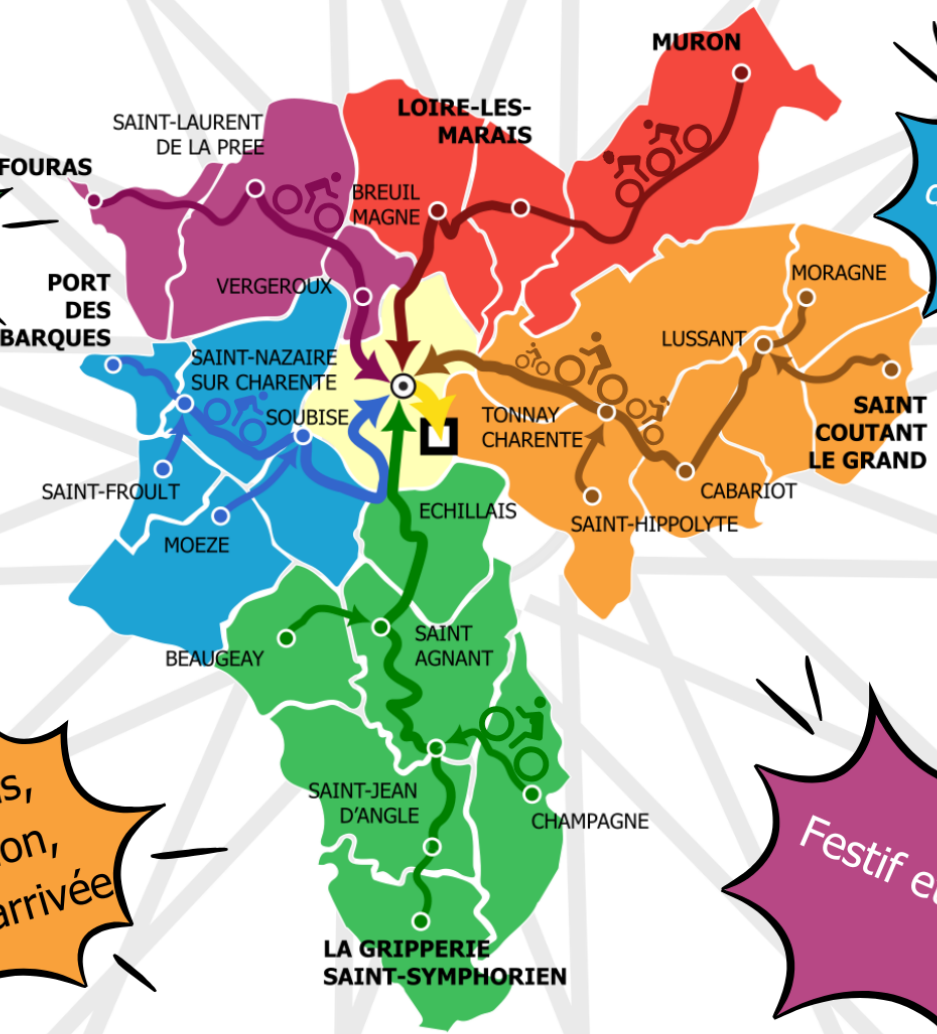 MURON
LOIRE-LES-
MARAIS
SAINT-LAURENT
DE LA PREE
FOURAS
BREUIL
MAGNE
VERGEROUX
PORT
DES
BARQUES
MORAGNE
LUSSANT
SAINT-NAZAIRE
SUR CHARENTE
SOUBISE
TONNAY
CHARENTE
SAINT
COUTANT
LE GRAND
SAINT-FROULT
CABARIOT
ECHILLAIS
SAINT-HIPPOLYTE
MOEZE
SAINT
AGNANT
BEAUGEAY
SAINT-JEAN
D'ANGLE
CHAMPAGNE
LA GRIPPERIE
SAINT-SYMPHORIEN
arrivée
Festif